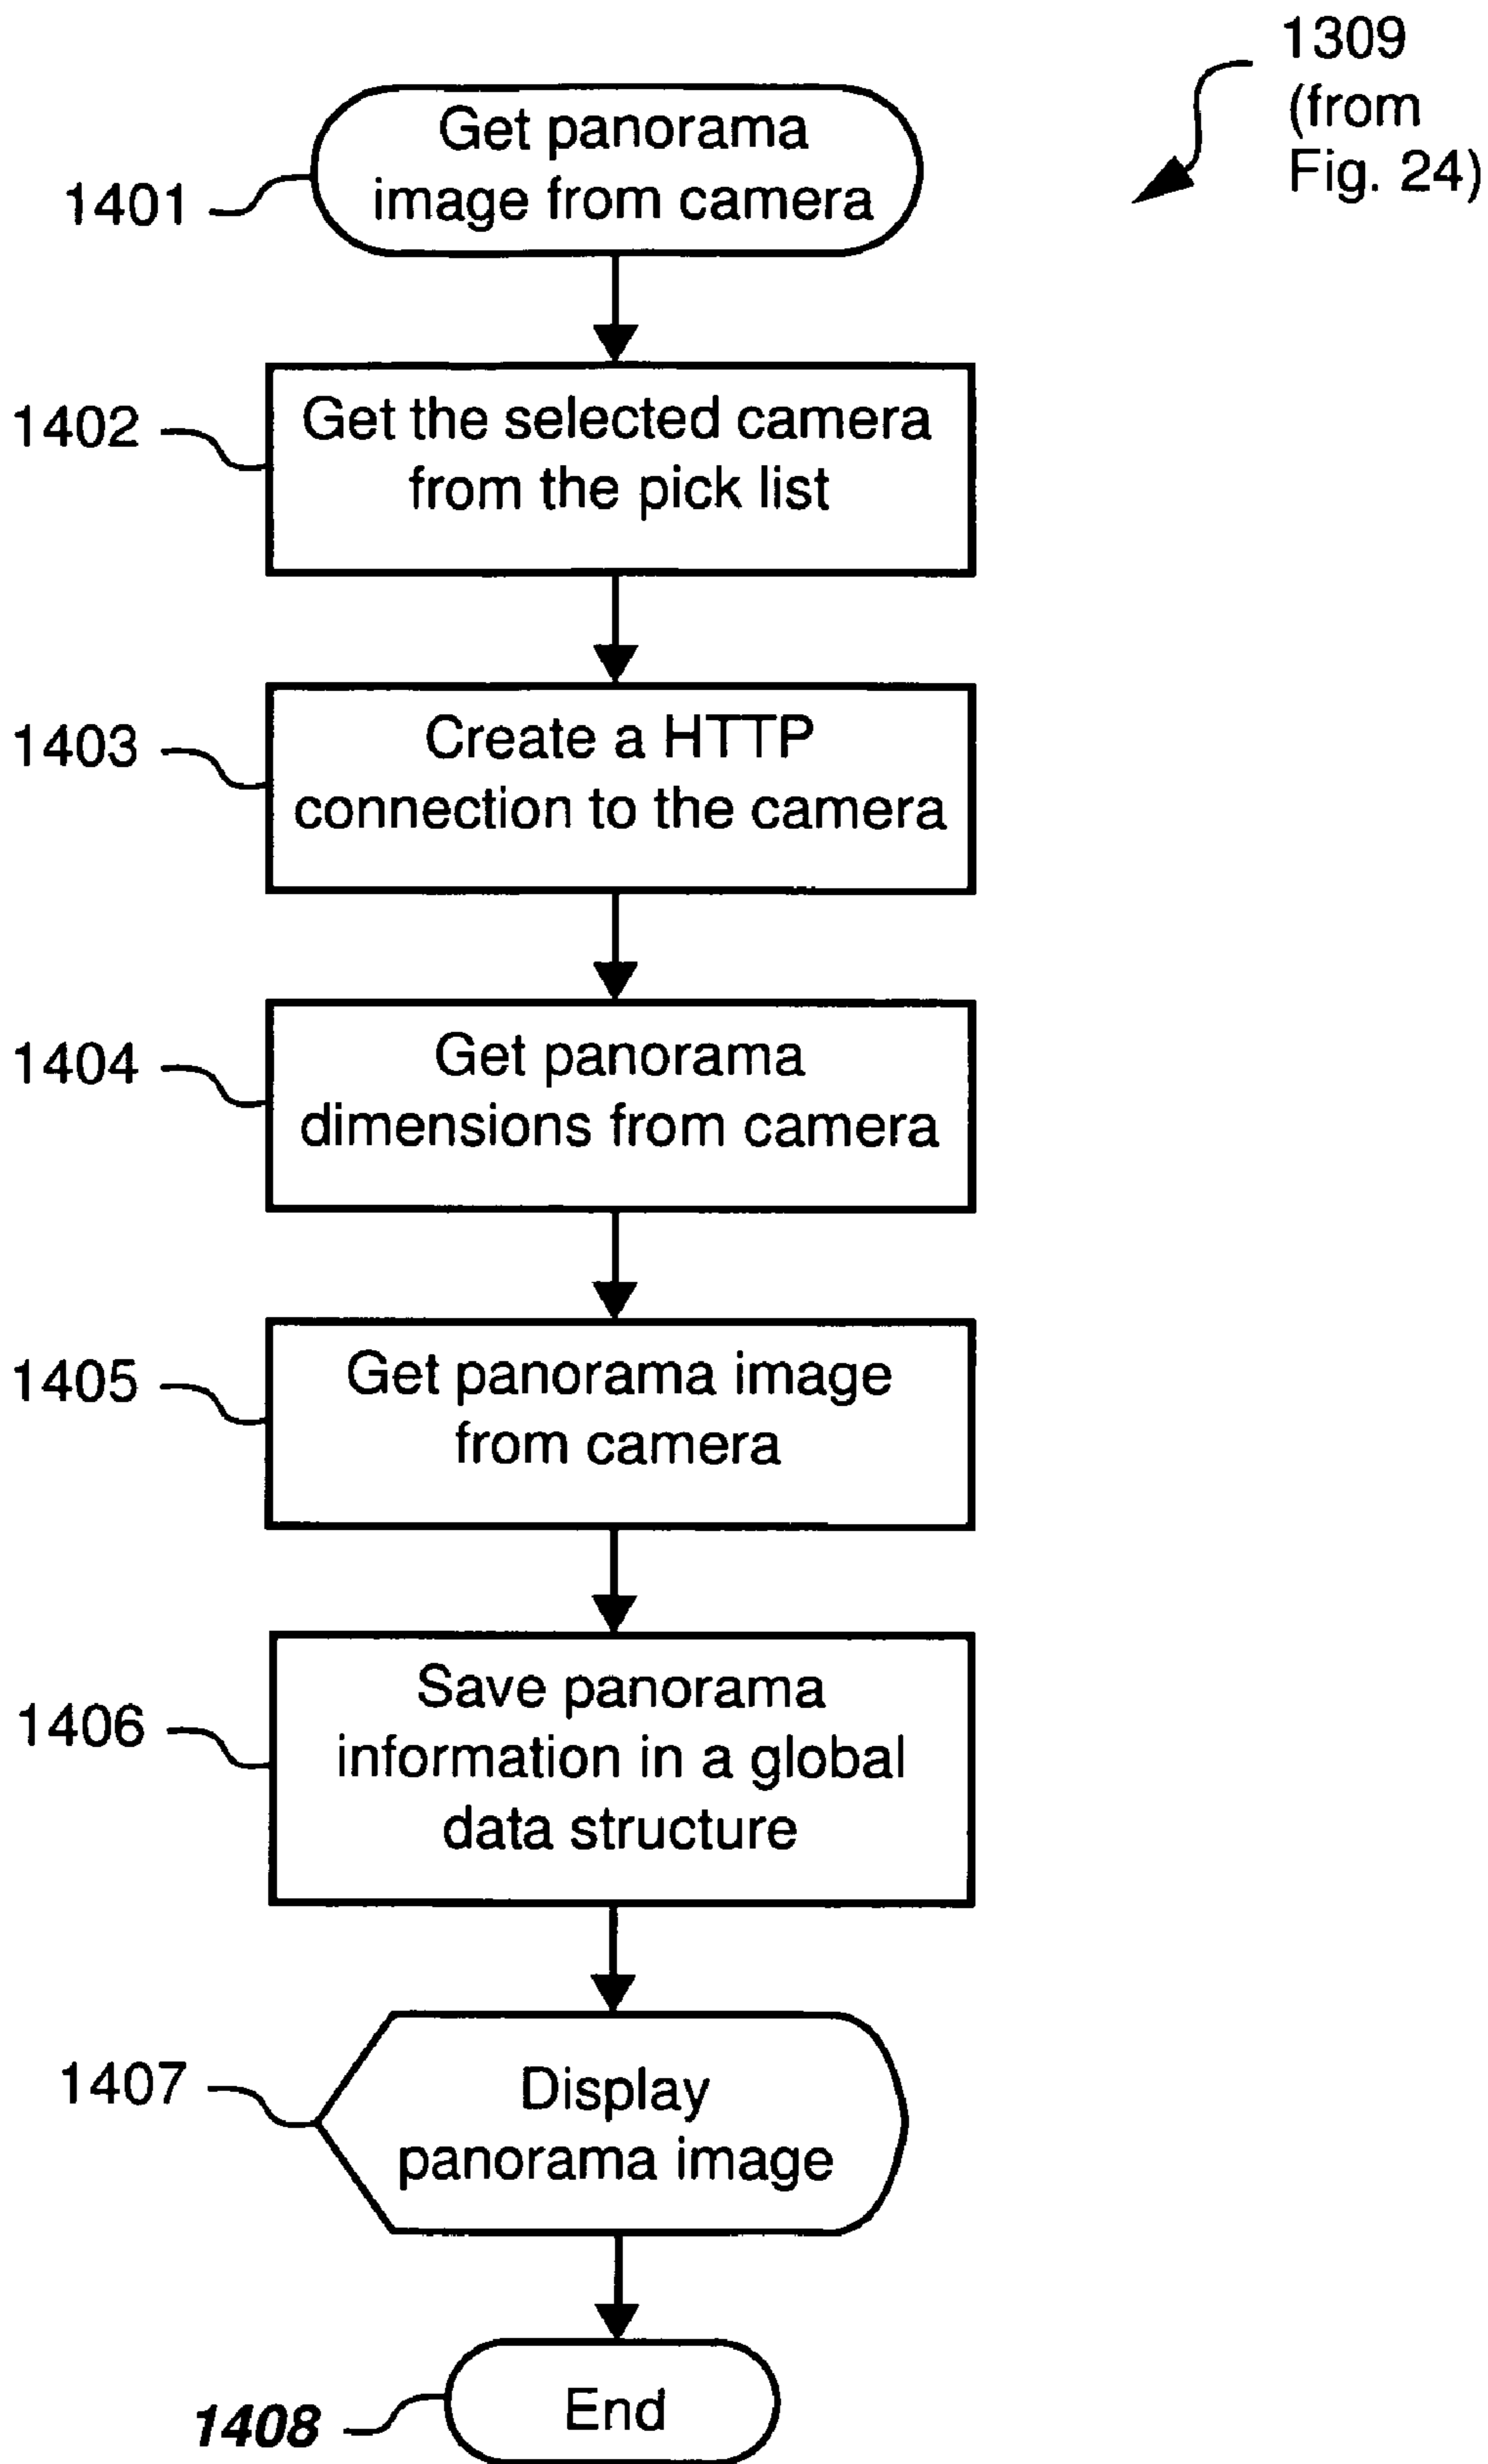 1309
(from
Fig. 24)
Get panorama
image from camera
1401
Get the selected camera
from the pick list
1402
Create a HTTP
connection to the camera
1403
Get panorama
dimensions from camera
1404
Get panorama image
from camera
1405
Save panorama
information in a global
data structure
1406
Display
panorama image
1407
End
1408